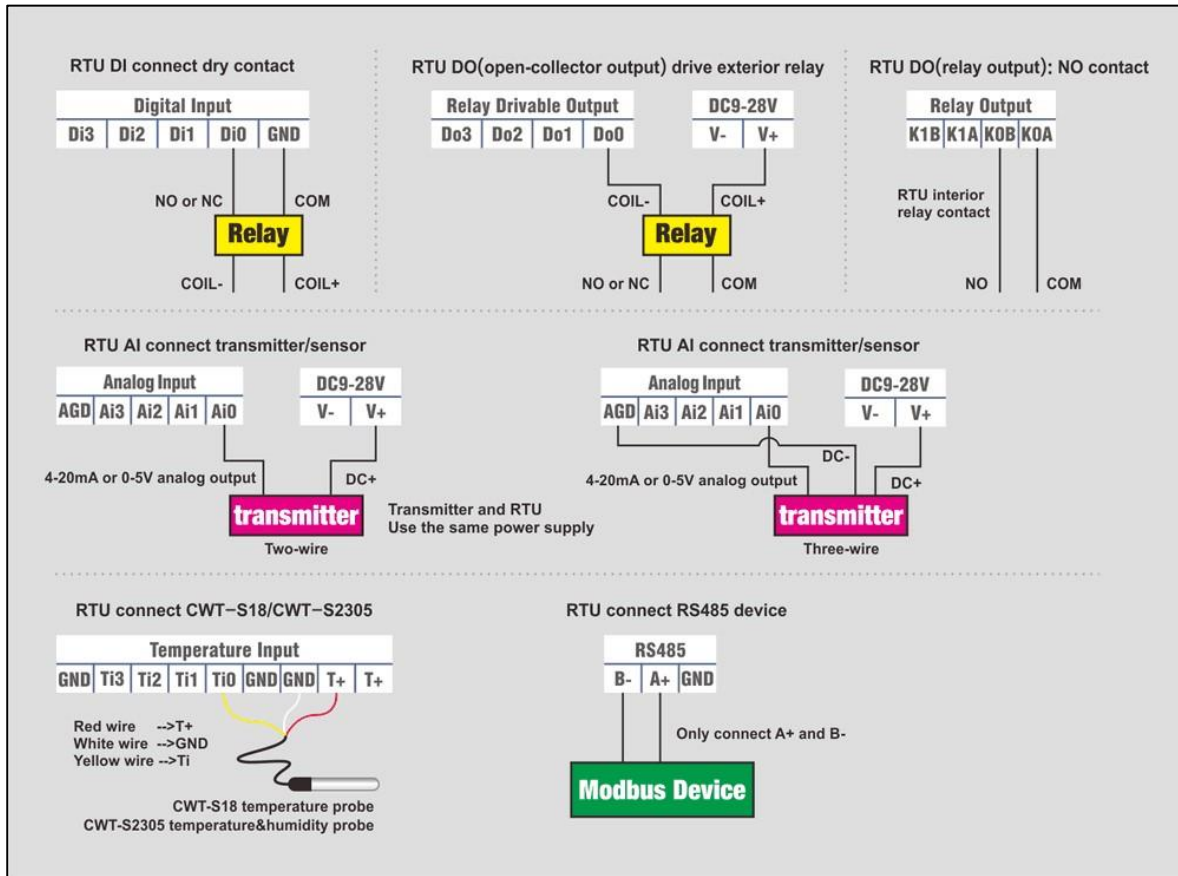 RTU DI connect dry contact
Digital Input
Di3 Di2 Di1 Di0 GND
NO or NC COM
Relay
COIL- COIL+
RTU DO(open-collector output) drive exterior relay
Relay Drivable Output
Do3 Do2 Do1 Do0
DC9-28V
V- V+
COIL- COIL+
Relay
NO or NC COM
RTU DO(relay output): NO contact
Relay Output
K1B K1A K0B K0A
RTU interior
relay contact
NO COM
RTU AI connect transmitter/sensor
Analog Input
AGD Ai3 Ai2 Ai1 Ai0
DC9-28V
V- V+
4-20mA or 0-5V analog output DC+
transmitter
Two-wire
Transmitter and RTU
Use the same power supply
RTU AI connect transmitter/sensor
Analog Input
AGD Ai3 Ai2 Ai1 Ai0
DC9-28V
V- V+
DC-
4-20mA or 0-5V analog output DC+
transmitter
Three-wire
RTU connect CWT-S18/CWT-S2305
Temperature Input
GND Ti3 Ti2 Ti1 Ti0 GND GND T+ T+
Red wire -->T+
White wire -->GND
Yellow wire -->Ti
CWT-S18 temperature probe
CWT-S2305 temperature&humidity probe
RTU connect RS485 device
RS485
B- A+ GND
Only connect A+ and B-
Modbus Device